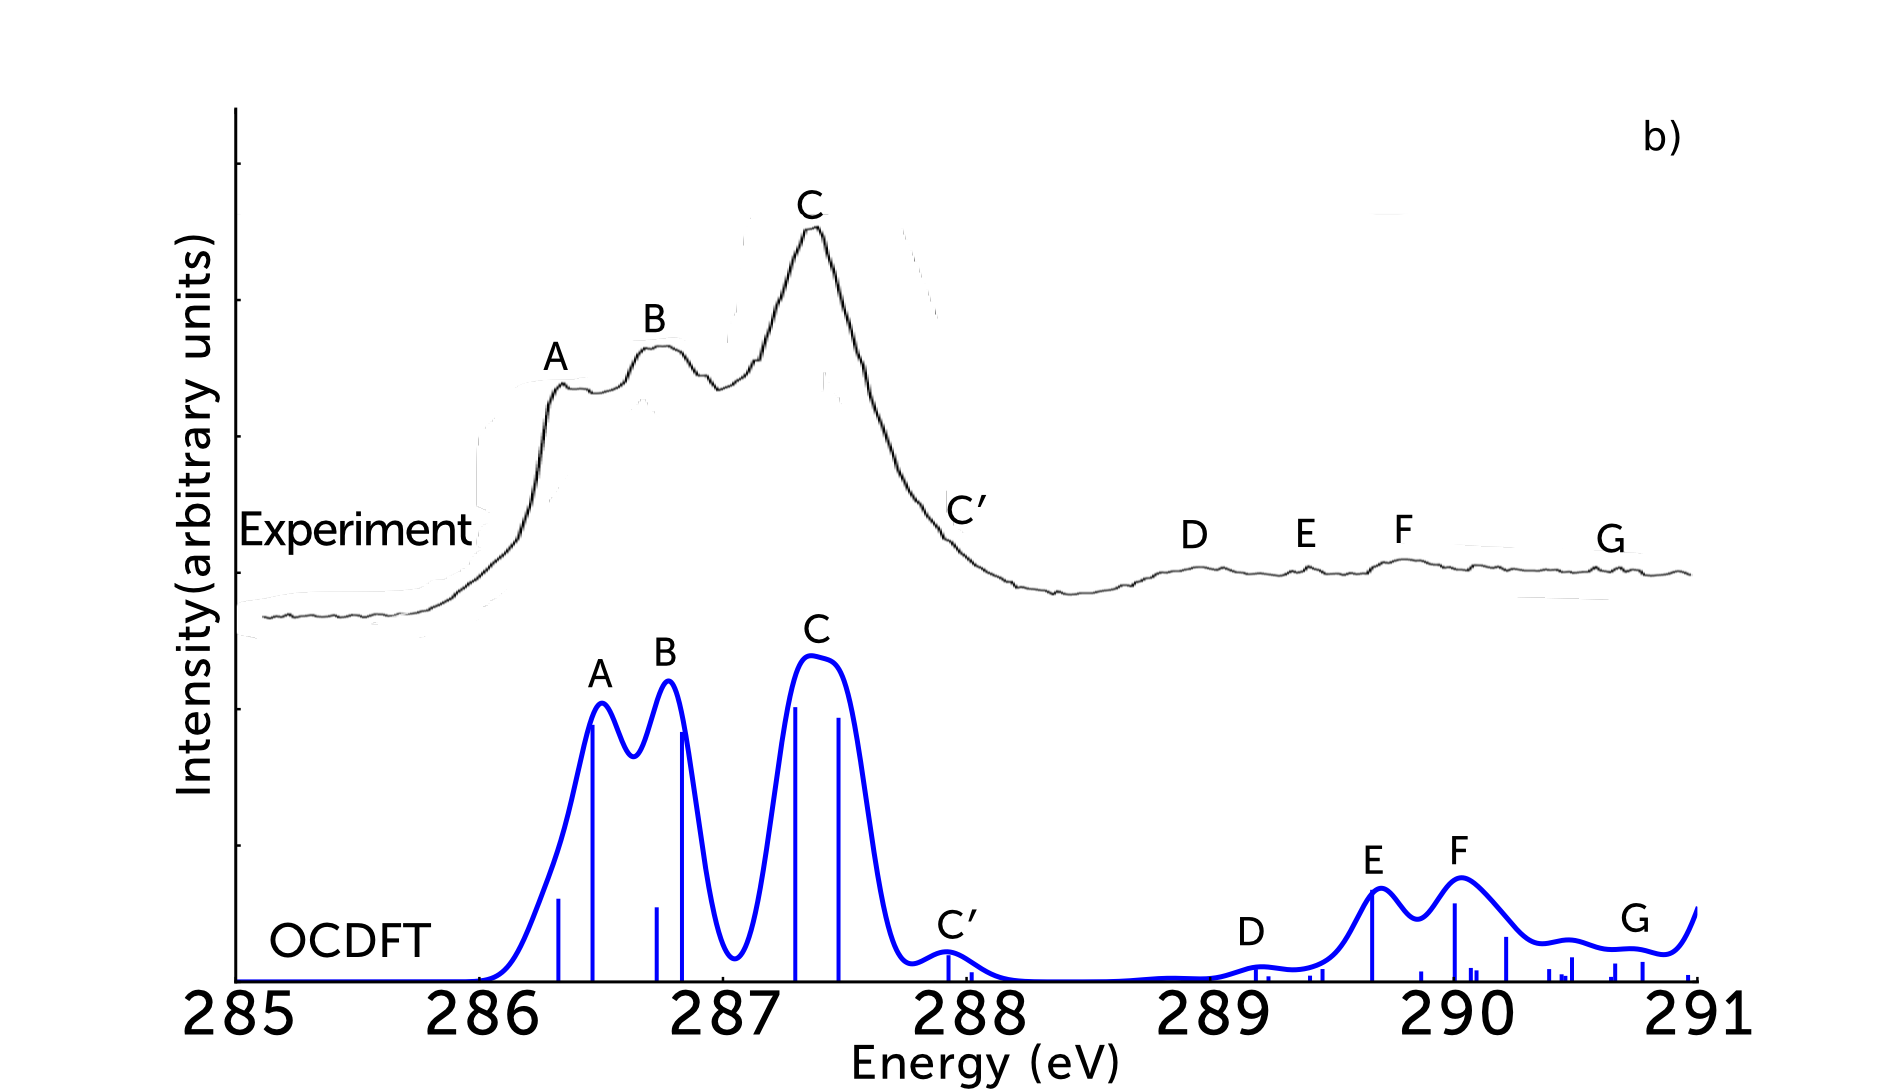 b)
C
B
A
C′
Experiment
D
E
F
G
Intensity(arbitrary units)
C
B
A
E
F
C′
D
G
OCDFT
285 286 287 288 289 290 291
Energy (eV)